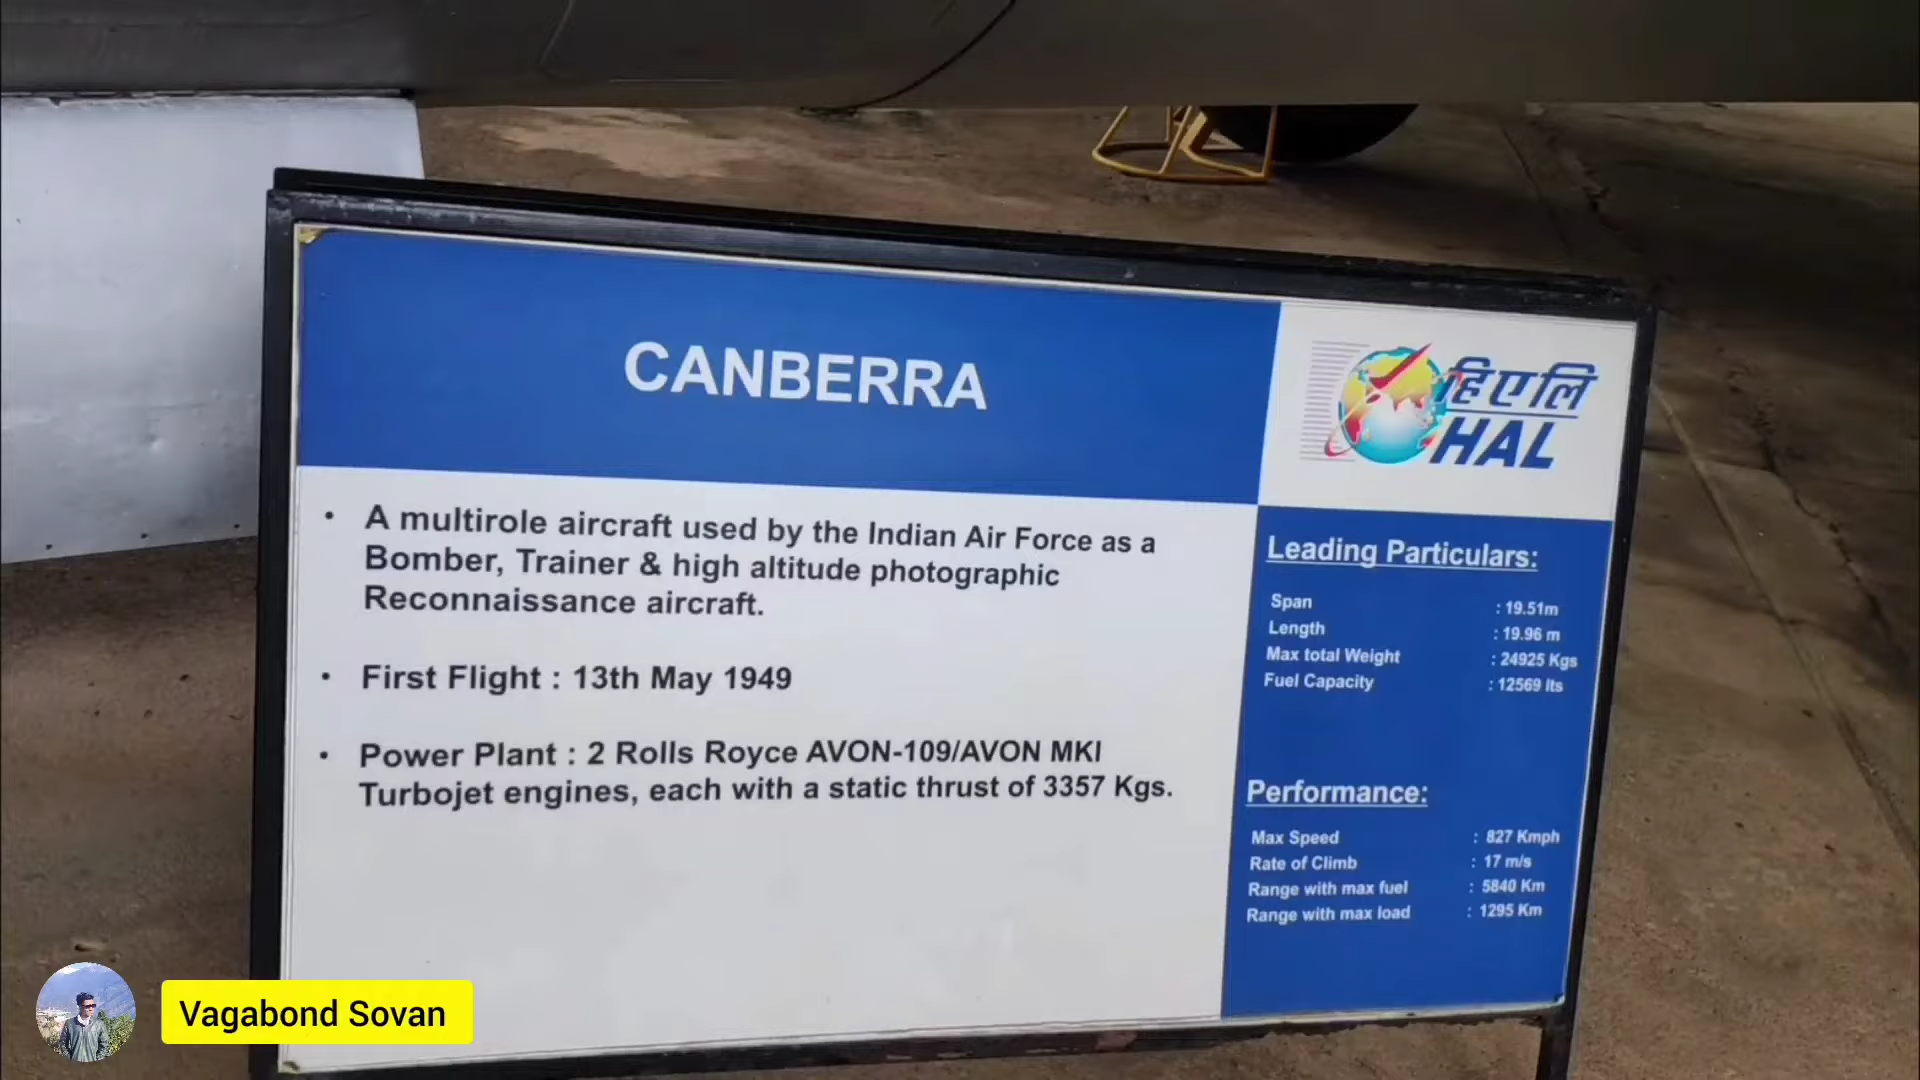 CANBERRA
हिएलि
HAL
• A multirole aircraft used by the Indian Air Force as a
Bomber, Trainer & high altitude photographic
Reconnaissance aircraft.
• First Flight : 13th May 1949
• Power Plant : 2 Rolls Royce AVON-109/AVON MKI
Turbojet engines, each with a static thrust of 3357 Kgs.
Leading Particulars:
Span : 19.51m
Length : 19.96 m
Max total Weight : 24925 Kgs
Fuel Capacity : 12569 lts
Performance:
Max Speed : 827 Kmph
Rate of Climb : 17 m/s
Range with max fuel : 5840 Km
Range with max load : 1295 Km
Vagabond Sovan